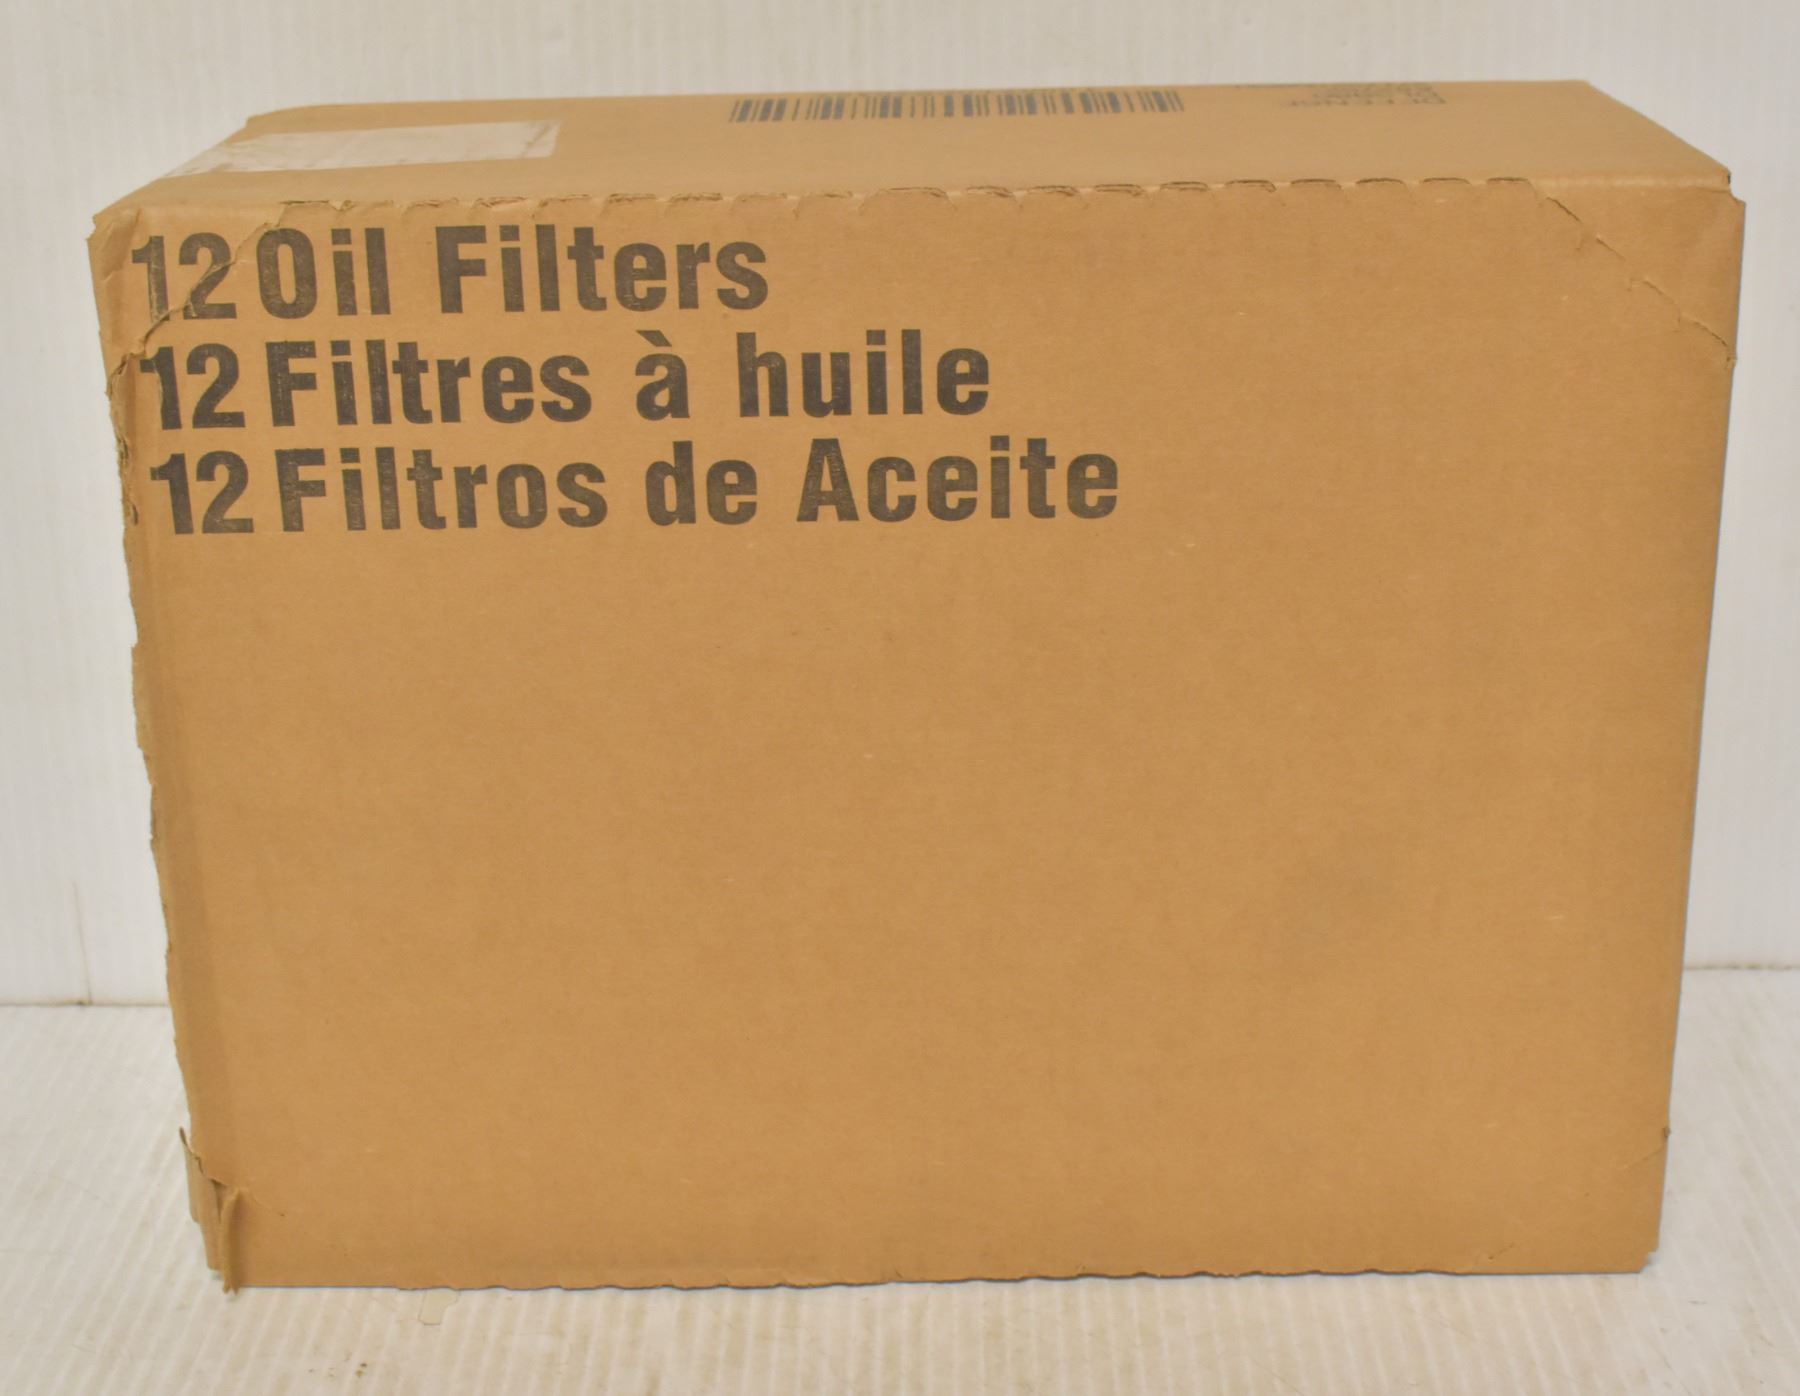 12 Oil Filters
12 Filtres à huile
12 Filtros de Aceite